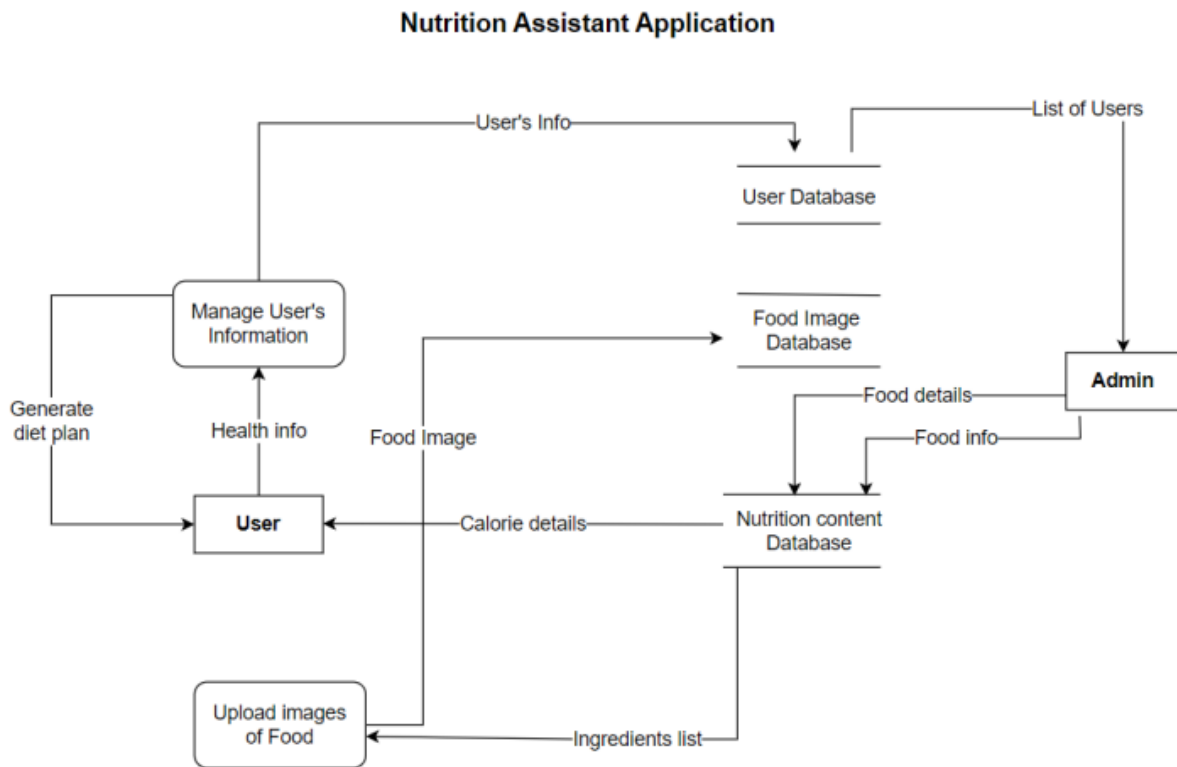 Nutrition Assistant Application
User's Info
List of Users
User Database
Manage User's
Information
Food Image
Database
Admin
Generate
diet plan
Health info
Food Image
Food details
Food info
User
Calorie details
Nutrition content
Database
Upload images
of Food
Ingredients list